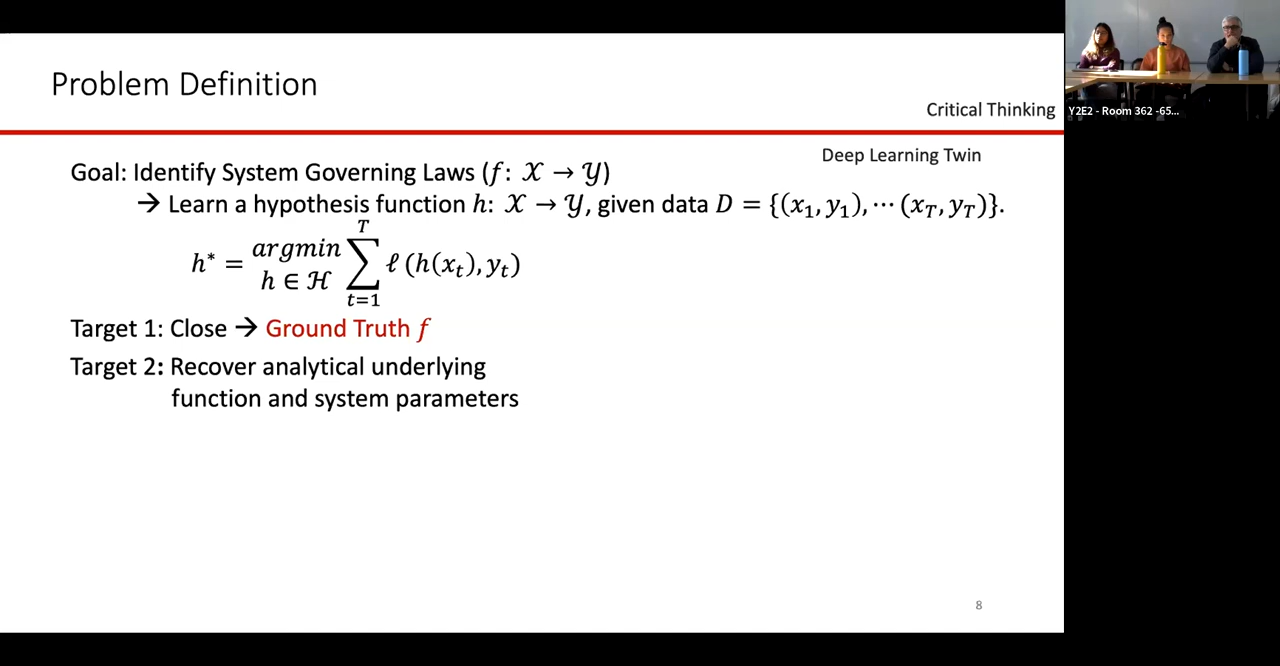 Problem Definition
Critical Thinking
Deep Learning Twin
Goal: Identify System Governing Laws (𝑓: 𝒳 → 𝒴)
→ Learn a hypothesis function ℎ: 𝒳 → 𝒴, given data 𝐷 = {(𝑥₁, 𝑦₁), ⋯ (𝑥_T, 𝑦_T)}.
ℎ* = argmin ℎ ∈ ℋ ∑ T t=1 ℓ (ℎ(𝑥ₜ), 𝑦ₜ)
Target 1: Close → Ground Truth 𝑓
Target 2: Recover analytical underlying
function and system parameters
8
Y2E2 - Room 362 -65...